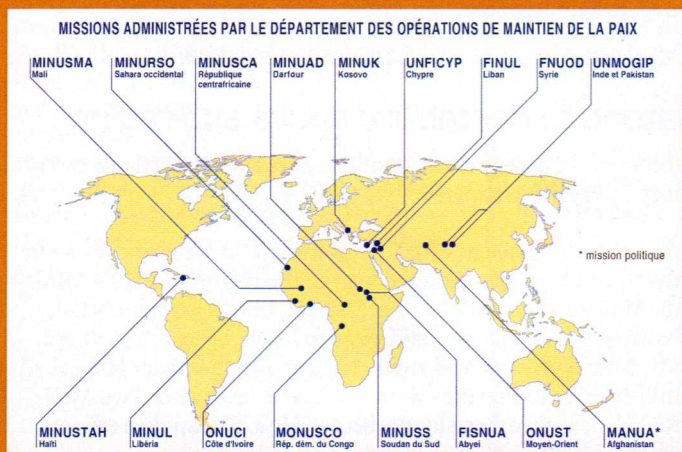 MISSIONS ADMINISTRÉES PAR LE DÉPARTEMENT DES OPÉRATIONS DE MAINTIEN DE LA PAIX
MINUSMA
Mali
MINURSO
Sahara occidental
MINUSCA
République
centrafricaine
MINUAD
Darfour
MINUK
Kosovo
UNFICYP
Chypre
FINUL
Liban
FNUOD
Syrie
UNMOGIP
Inde et Pakistan
* mission politique
MINUSTAH
Haïti
MINUL
Libéria
ONUCI
Côte d'Ivoire
MONUSCO
Rép. dém. du Congo
MINUSS
Soudan du Sud
FISNUA
Abyei
ONUST
Moyen-Orient
MANUA*
Afghanistan